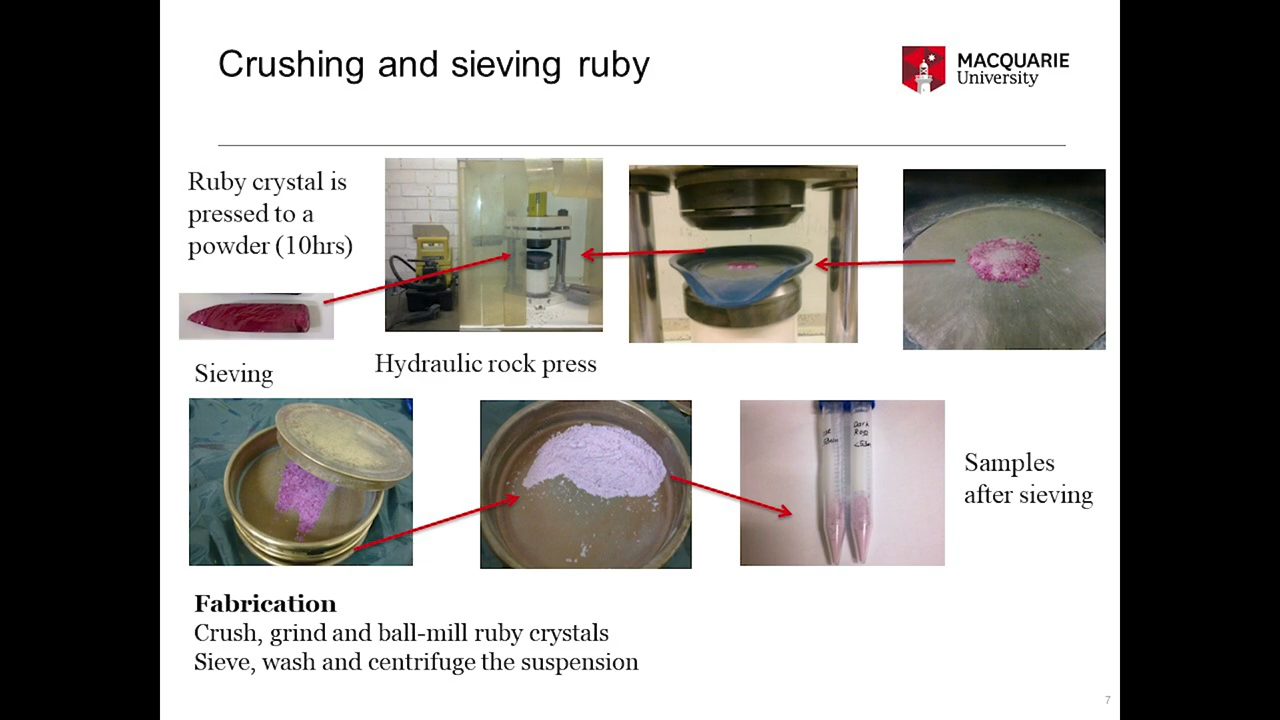 Crushing and sieving ruby
MACQUARIE
University
Ruby crystal is
pressed to a
powder (10hrs)
Hydraulic rock press
Sieving
Dark
Samples
after sieving
Fabrication
Crush, grind and ball-mill ruby crystals
Sieve, wash and centrifuge the suspension
7